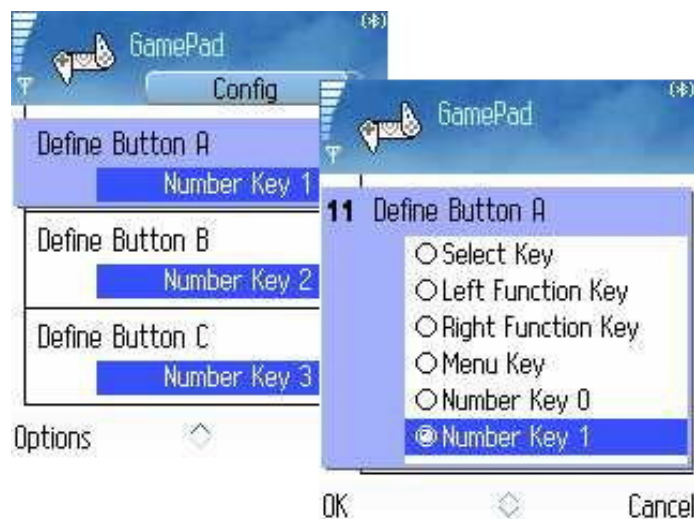 GamePad
Config
Define Button A
Number Key 1
Define Button B
Number Key 2
Define Button C
Number Key 3
Options
GamePad
11 Define Button A
Select Key
Left Function Key
Right Function Key
Menu Key
Number Key 0
Number Key 1
OK Cancel